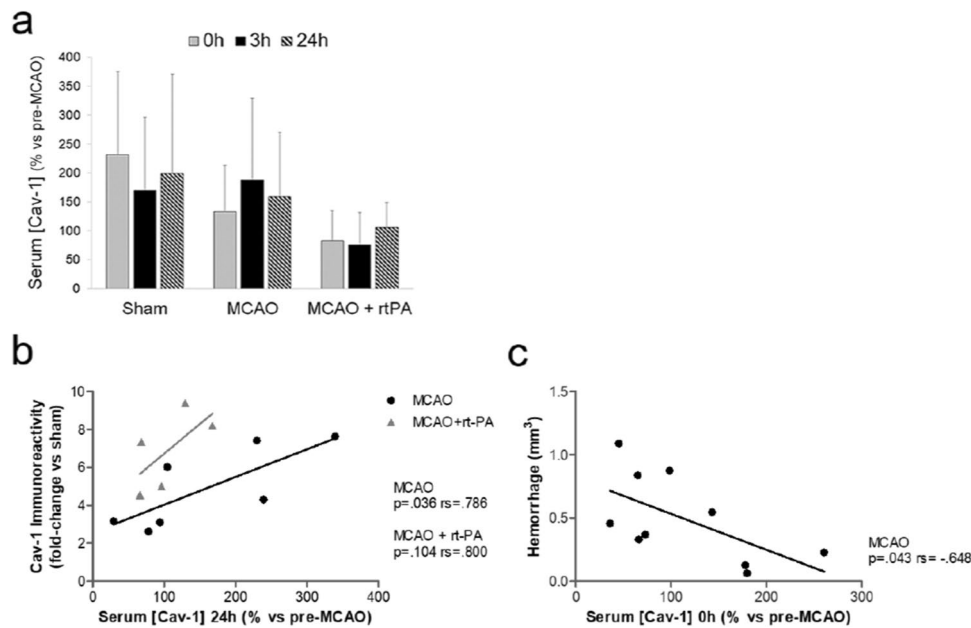 a
0h 3h 24h
Serum [Cav-1] (% vs pre-MCAO)
400
350
300
250
200
150
100
50
0
Sham MCAO MCAO + rtPA
b
Cav-1 Immunoreactivity
(fold-change vs sham)
10
8
6
4
2
0
0 100 200 300 400
Serum [Cav-1] 24h (% vs pre-MCAO)
MCAO
MCAO+rt-PA
MCAO
p=.036 rs=.786
MCAO + rt-PA
p=.104 rs=.800
c
Hemorrhage (mm³)
1.5
1.0
0.5
0.0
0 100 200 300
Serum [Cav-1] 0h (% vs pre-MCAO)
MCAO
p=.043 rs= -.648